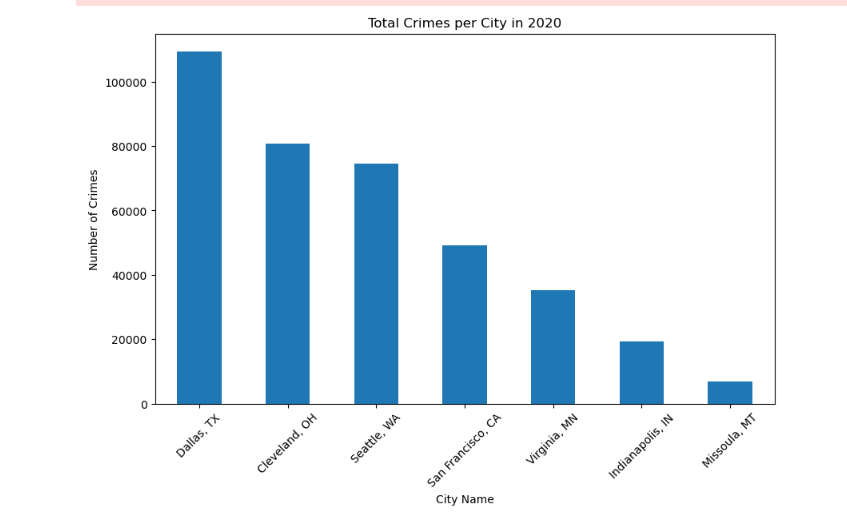 Total Crimes per City in 2020
Number of Crimes
100000
80000
60000
40000
20000
0
Dallas, TX
Cleveland, OH
Seattle, WA
San Francisco, CA
Virginia, MN
Indianapolis, IN
Missoula, MT
City Name